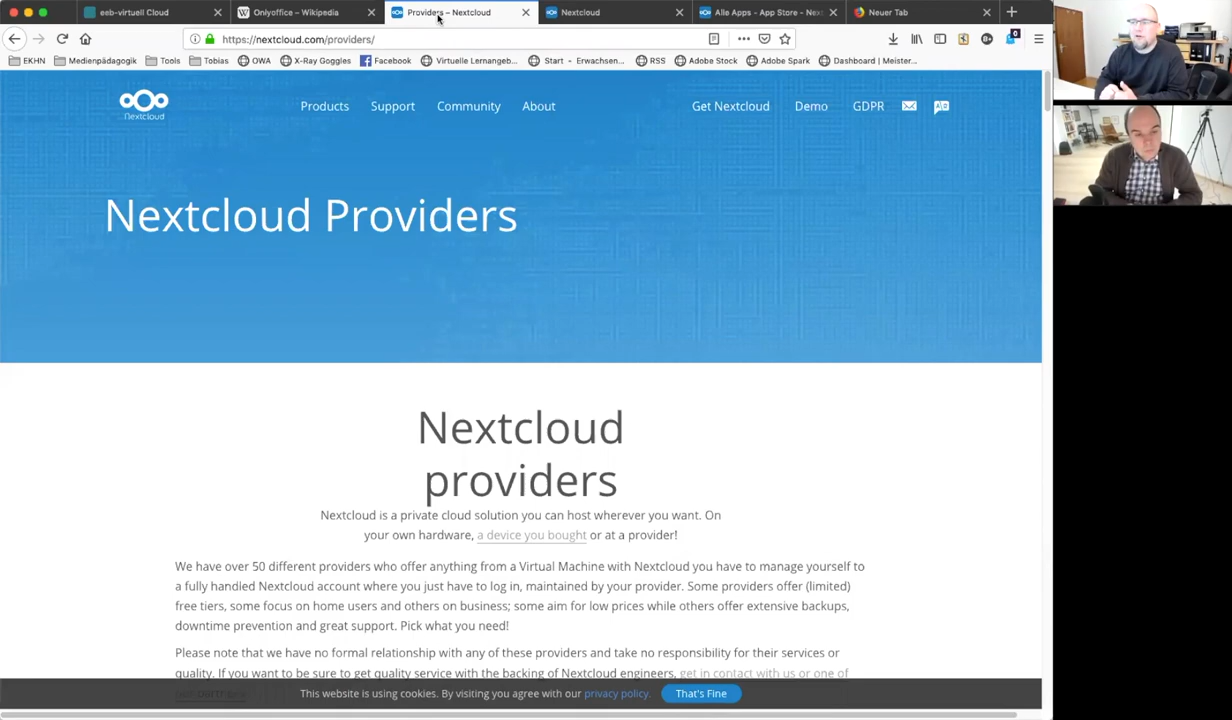 eeb-virtuell Cloud
Onlyoffice – Wikipedia
Providers – Nextcloud
Nextcloud
Alle Apps - App Store - Nex
Neuer Tab
https://nextcloud.com/providers/
0
EKHN
Medienpädagogik
Tools
Tobias
OWA
X-Ray Goggles
Facebook
Virtuelle Lernangeb...
Start - Erwachsen...
RSS
Adobe Stock
Adobe Spark
Dashboard | Meister...
Nextcloud
Products
Support
Community
About
Get Nextcloud
Demo
GDPR
Nextcloud Providers
Nextcloud
providers
Nextcloud is a private cloud solution you can host wherever you want. On
your own hardware, a device you bought or at a provider!
We have over 50 different providers who offer anything from a Virtual Machine with Nextcloud you have to manage yourself to
a fully handled Nextcloud account where you just have to log in, maintained by your provider. Some providers offer (limited)
free tiers, some focus on home users and others on business; some aim for low prices while others offer extensive backups,
downtime prevention and great support. Pick what you need!
Please note that we have no formal relationship with any of these providers and take no responsibility for their services or
quality. If you want to be sure to get quality service with the backing of Nextcloud engineers, get in contact with us or one of
This website is using cookies. By visiting you agree with our privacy policy.
That's Fine